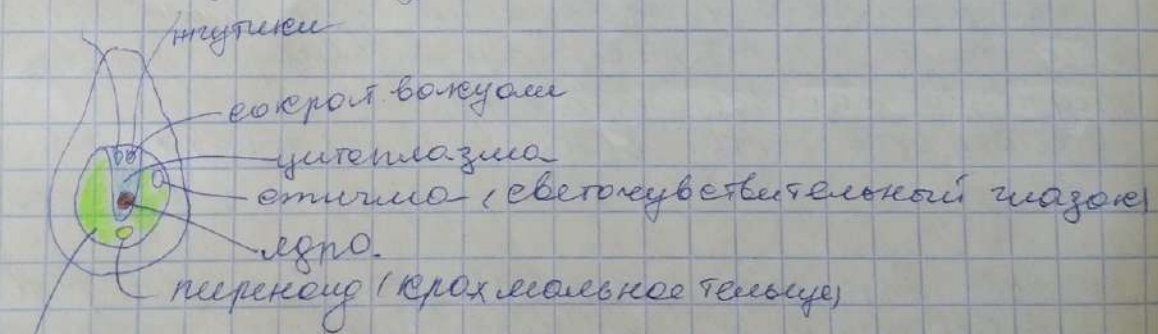 жгутики
сократ. вакуоли
цитоплазма
стигма (светочувствительный глазок)
ядро.
пиреноид (крахмальное тельце)